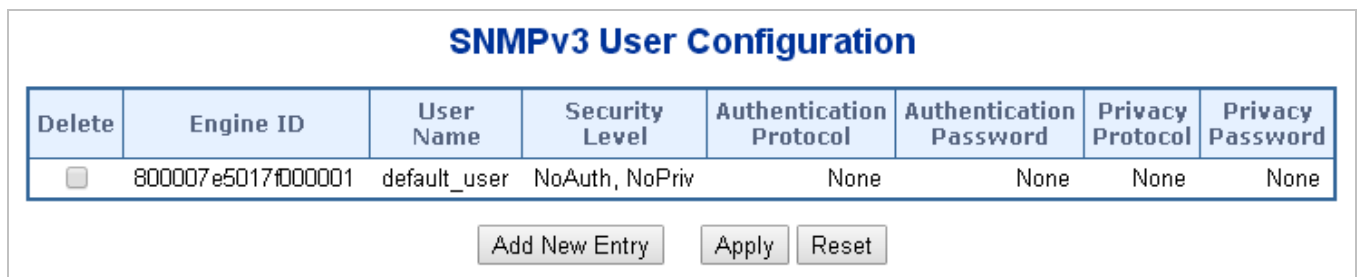 SNMPv3 User Configuration
Delete Engine ID User Name Security Level Authentication Protocol Authentication Password Privacy Protocol Privacy Password
800007e5017f000001 default_user NoAuth, NoPriv None None None None
Add New Entry Apply Reset